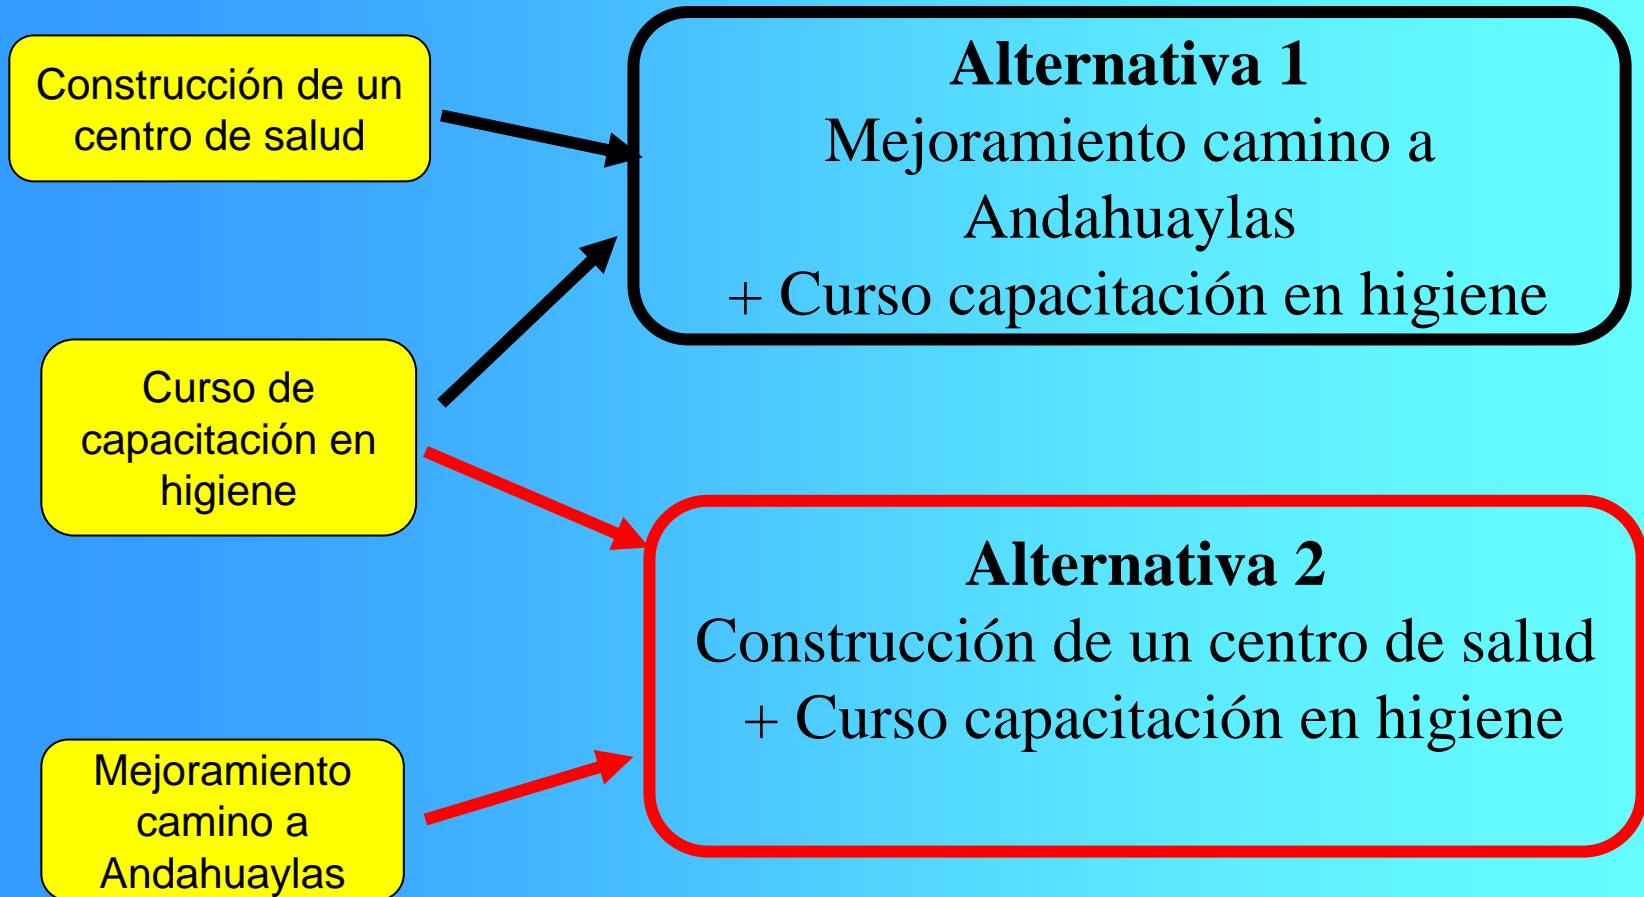 Construcción de un
centro de salud
Curso de
capacitación en
higiene
Mejoramiento
camino a
Andahuaylas
Alternativa 1
Mejoramiento camino a
Andahuaylas
+ Curso capacitación en higiene
Alternativa 2
Construcción de un centro de salud
+ Curso capacitación en higiene